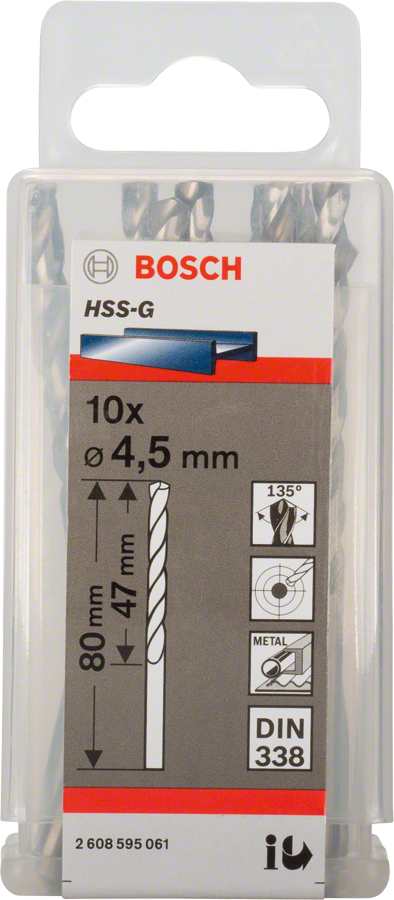 BOSCH
HSS-G
10x
ø 4,5 mm
80 mm
47 mm
135°
METAL
DIN
338
2 608 595 061